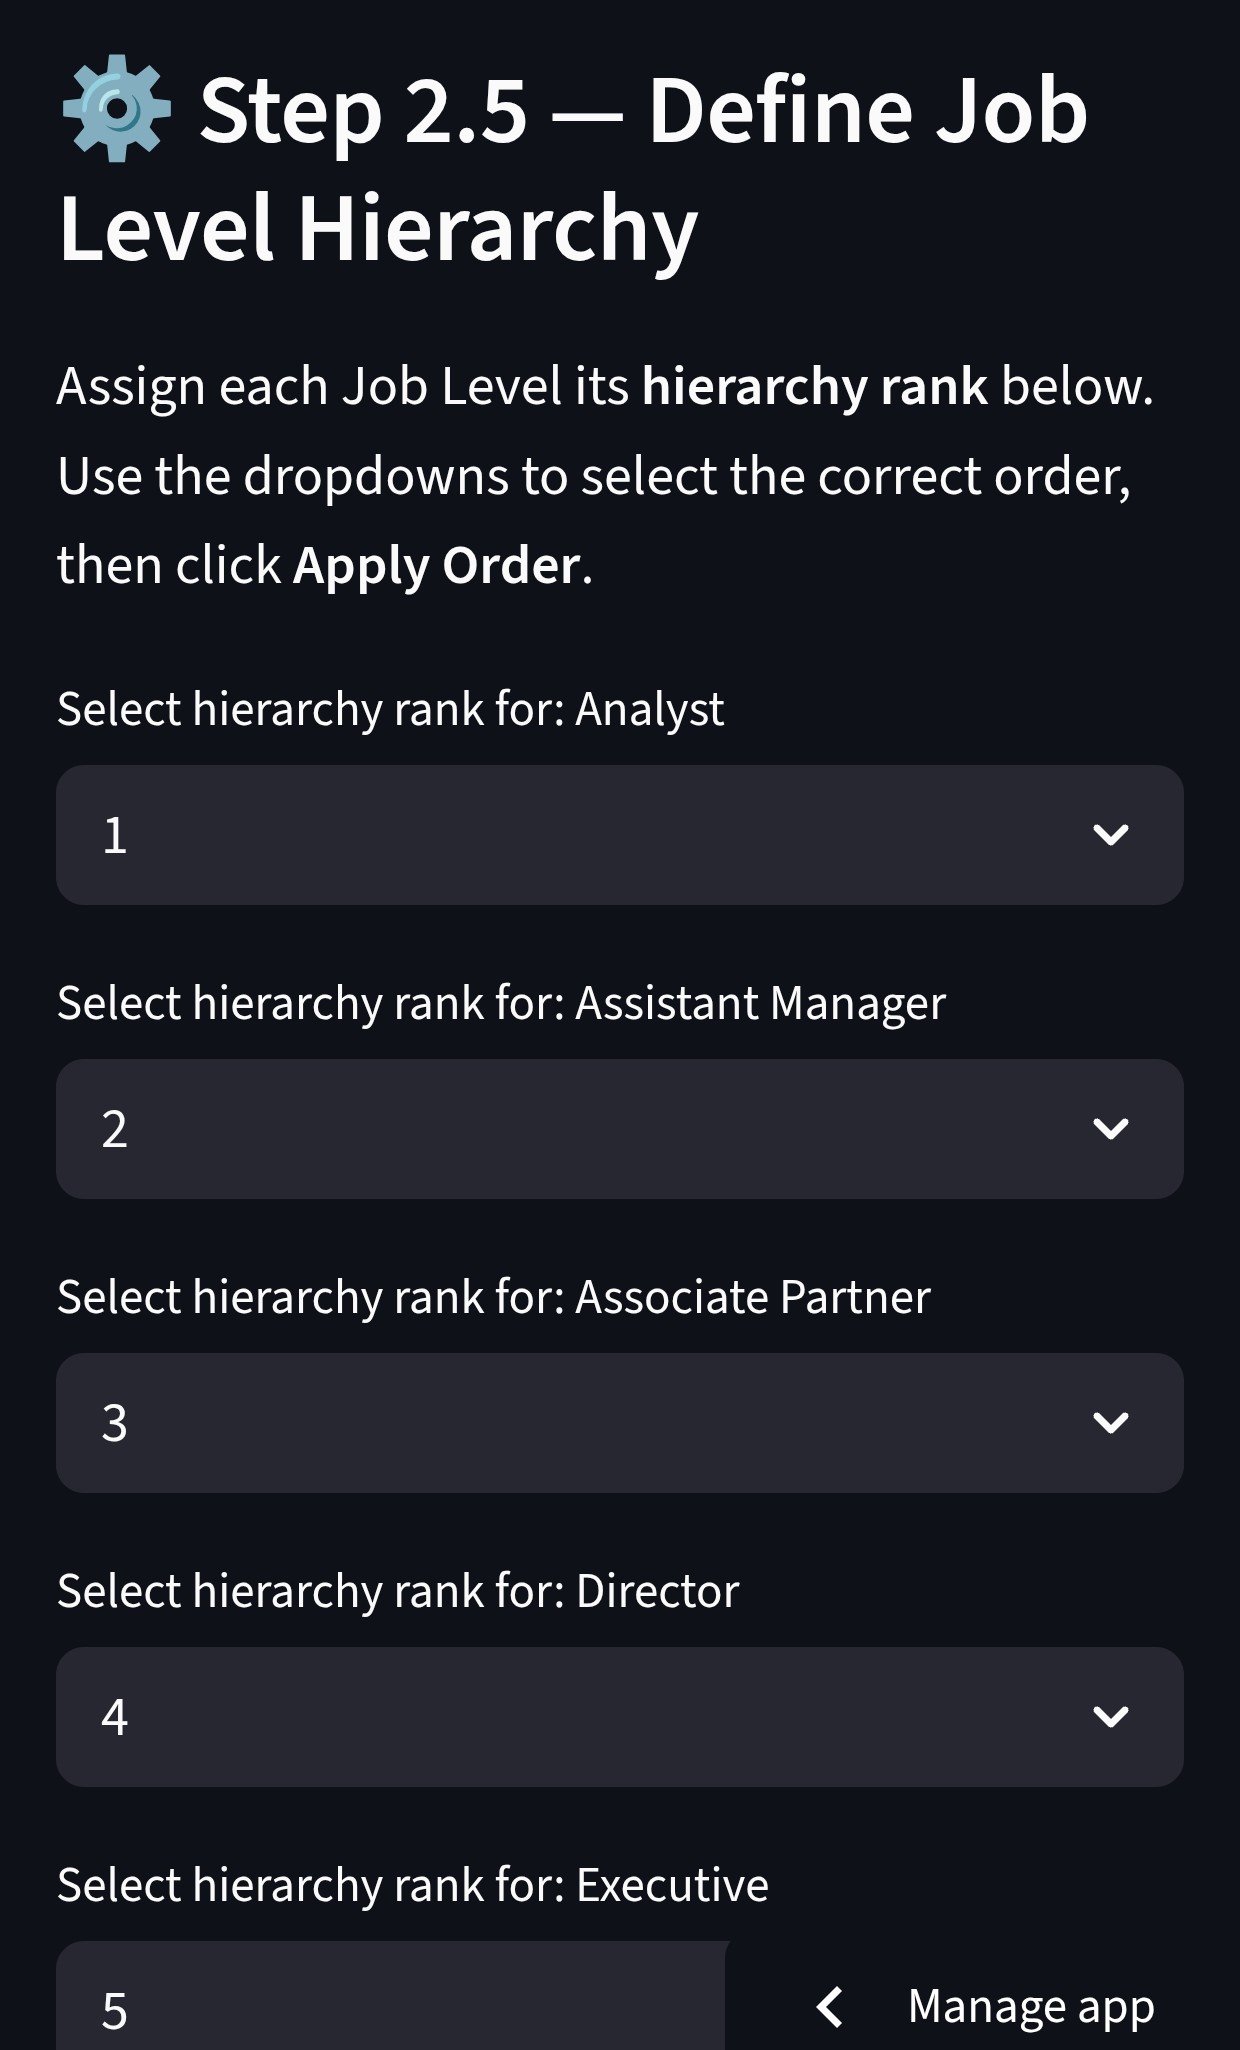 ⚙️ Step 2.5 — Define Job
Level Hierarchy
Assign each Job Level its hierarchy rank below.
Use the dropdowns to select the correct order,
then click Apply Order.
Select hierarchy rank for: Analyst
1
Select hierarchy rank for: Assistant Manager
2
Select hierarchy rank for: Associate Partner
3
Select hierarchy rank for: Director
4
Select hierarchy rank for: Executive
5
Manage app